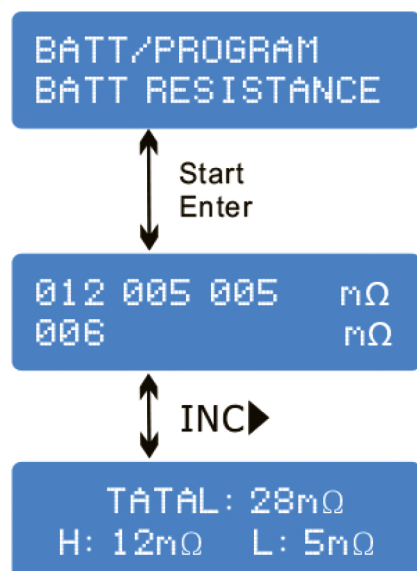 BATT/PROGRAM
BATT RESISTANCE
Start
Enter
012 005 005 mΩ
006 mΩ
INC▶
TATAL: 28mΩ
H: 12mΩ L: 5mΩ